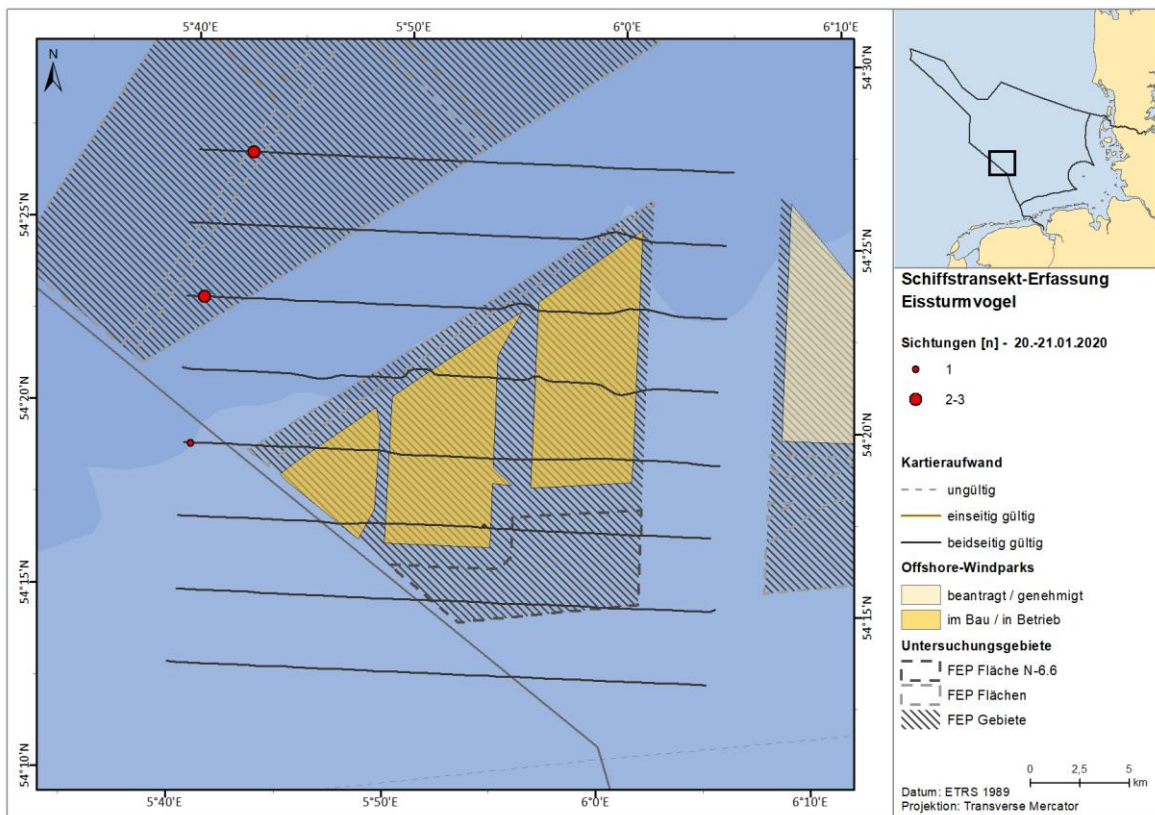 5°40'E 5°50'E 6°0'E 6°10'E
N
54°30'N
54°25'N
54°25'N
54°20'N
54°20'N
54°15'N
54°15'N
54°10'N
5°40'E 5°50'E 6°0'E 6°10'E
Schiffstransekt-Erfassung
Eissturmvogel
Sichtungen [n] - 20.-21.01.2020
1
2-3
Kartieraufwand
ungültig
einseitig gültig
beidseitig gültig
Offshore-Windparks
beantragt / genehmigt
im Bau / in Betrieb
Untersuchungsgebiete
FEP Fläche N-6.6
FEP Flächen
FEP Gebiete
0 2,5 5
km
Datum: ETRS 1989
Projektion: Transverse Mercator